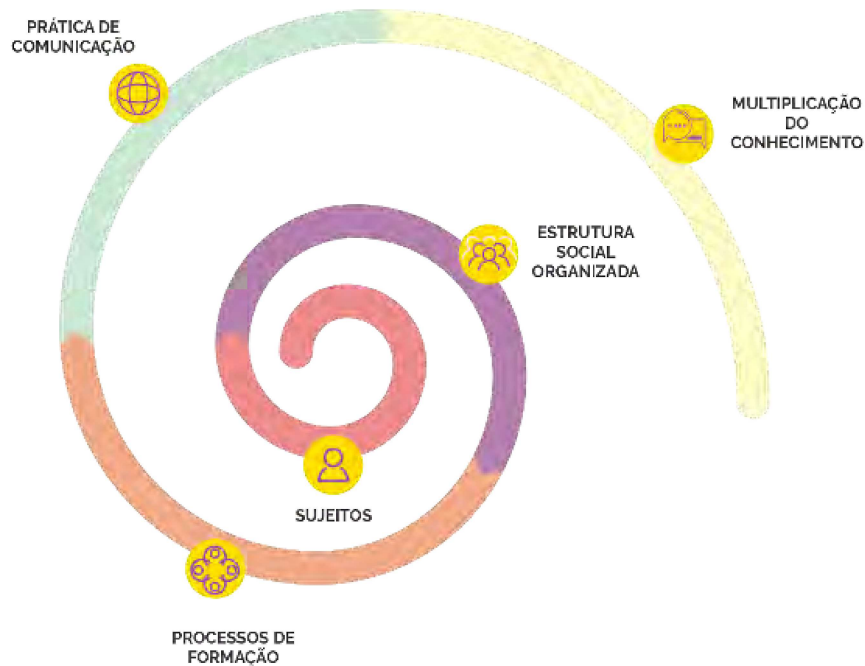 PRÁTICA DE
COMUNICAÇÃO
MULTIPLICAÇÃO
DO
CONHECIMENTO
ESTRUTURA
SOCIAL
ORGANIZADA
SUJEITOS
PROCESSOS DE
FORMAÇÃO